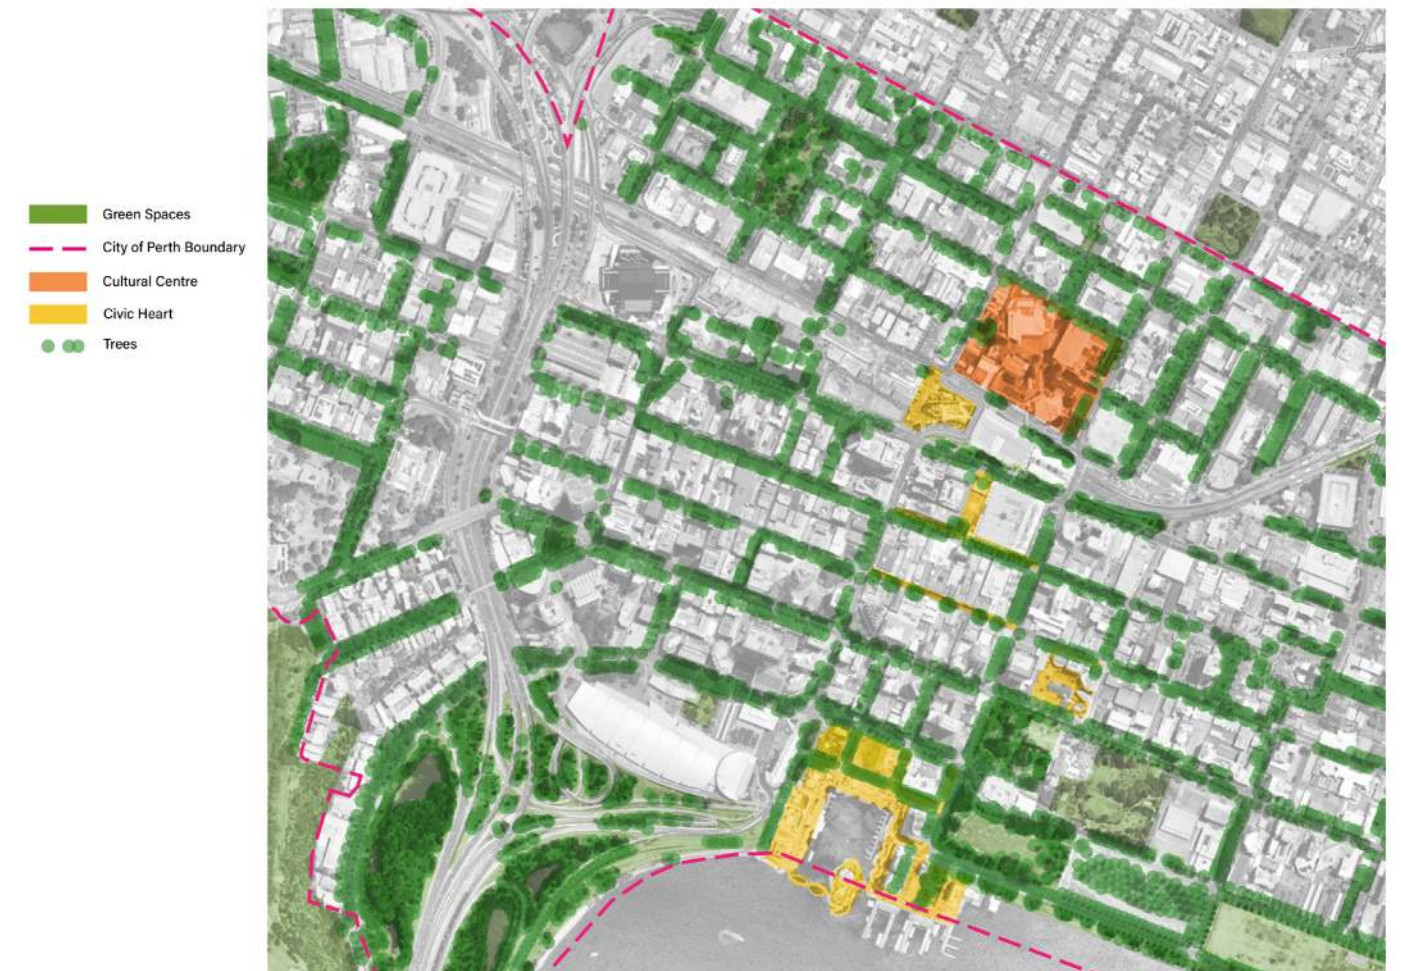 Green Spaces
City of Perth Boundary
Cultural Centre
Civic Heart
Trees